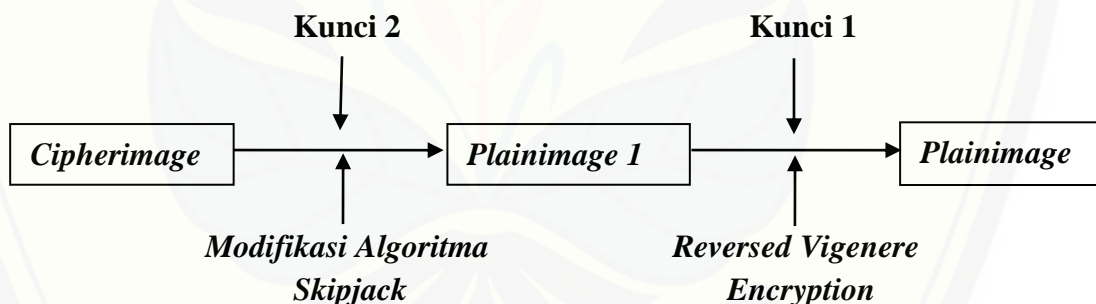 Kunci 2
Kunci 1
Cipherimage
Plainimage 1
Plainimage
Modifikasi Algoritma
Skipjack
Reversed Vigenere
Encryption